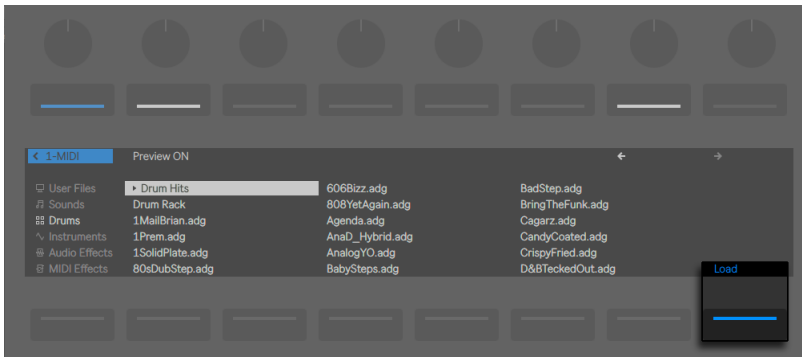 < 1-MIDI
Preview ON
← →
User Files
Sounds
Drums
Instruments
Audio Effects
MIDI Effects
Drum Hits
Drum Rack
1MailBrian.adg
1Prem.adg
1SolidPlate.adg
80sDubStep.adg
606Bizz.adg
808YetAgain.adg
Agenda.adg
AnaD_Hybrid.adg
AnalogYO.adg
BabySteps.adg
BadStep.adg
BringTheFunk.adg
Cagarz.adg
CandyCoated.adg
CrispyFried.adg
D&BTeckedOut.adg
Load